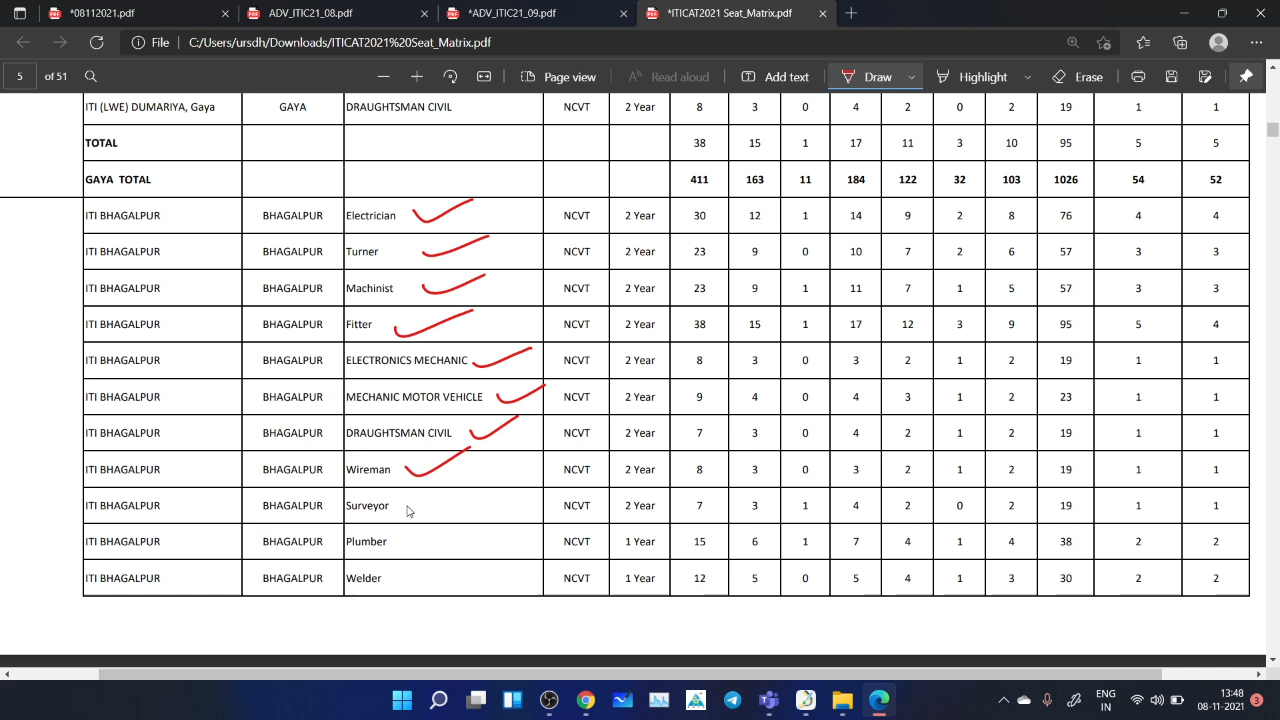 *08112021.pdf ADV_ITIC21_08.pdf *ADV_ITIC21_09.pdf *ITICAT2021 Seat_Matrix.pdf
File C:/Users/ursdh/Downloads/ITICAT2021%20Seat_Matrix.pdf
5 of 51 Page view Read aloud Add text Draw Highlight Erase
ITI (LWE) DUMARIYA, Gaya GAYA DRAUGHTSMAN CIVIL NCVT 2 Year 8 3 0 4 2 0 2 19 1 1
TOTAL 38 15 1 17 11 3 10 95 5 5
GAYA TOTAL 411 163 11 184 122 32 103 1026 54 52
ITI BHAGALPUR BHAGALPUR Electrician NCVT 2 Year 30 12 1 14 9 2 8 76 4 4
ITI BHAGALPUR BHAGALPUR Turner NCVT 2 Year 23 9 0 10 7 2 6 57 3 3
ITI BHAGALPUR BHAGALPUR Machinist NCVT 2 Year 23 9 1 11 7 1 5 57 3 3
ITI BHAGALPUR BHAGALPUR Fitter NCVT 2 Year 38 15 1 17 12 3 9 95 5 4
ITI BHAGALPUR BHAGALPUR ELECTRONICS MECHANIC NCVT 2 Year 8 3 0 3 2 1 2 19 1 1
ITI BHAGALPUR BHAGALPUR MECHANIC MOTOR VEHICLE NCVT 2 Year 9 4 0 4 3 1 2 23 1 1
ITI BHAGALPUR BHAGALPUR DRAUGHTSMAN CIVIL NCVT 2 Year 7 3 0 4 2 1 2 19 1 1
ITI BHAGALPUR BHAGALPUR Wireman NCVT 2 Year 8 3 0 3 2 1 2 19 1 1
ITI BHAGALPUR BHAGALPUR Surveyor NCVT 2 Year 7 3 1 4 2 0 2 19 1 1
ITI BHAGALPUR BHAGALPUR Plumber NCVT 1 Year 15 6 1 7 4 1 4 38 2 2
ITI BHAGALPUR BHAGALPUR Welder NCVT 1 Year 12 5 0 5 4 1 3 30 2 2
ENG 13:48
IN 08-11-2021 3